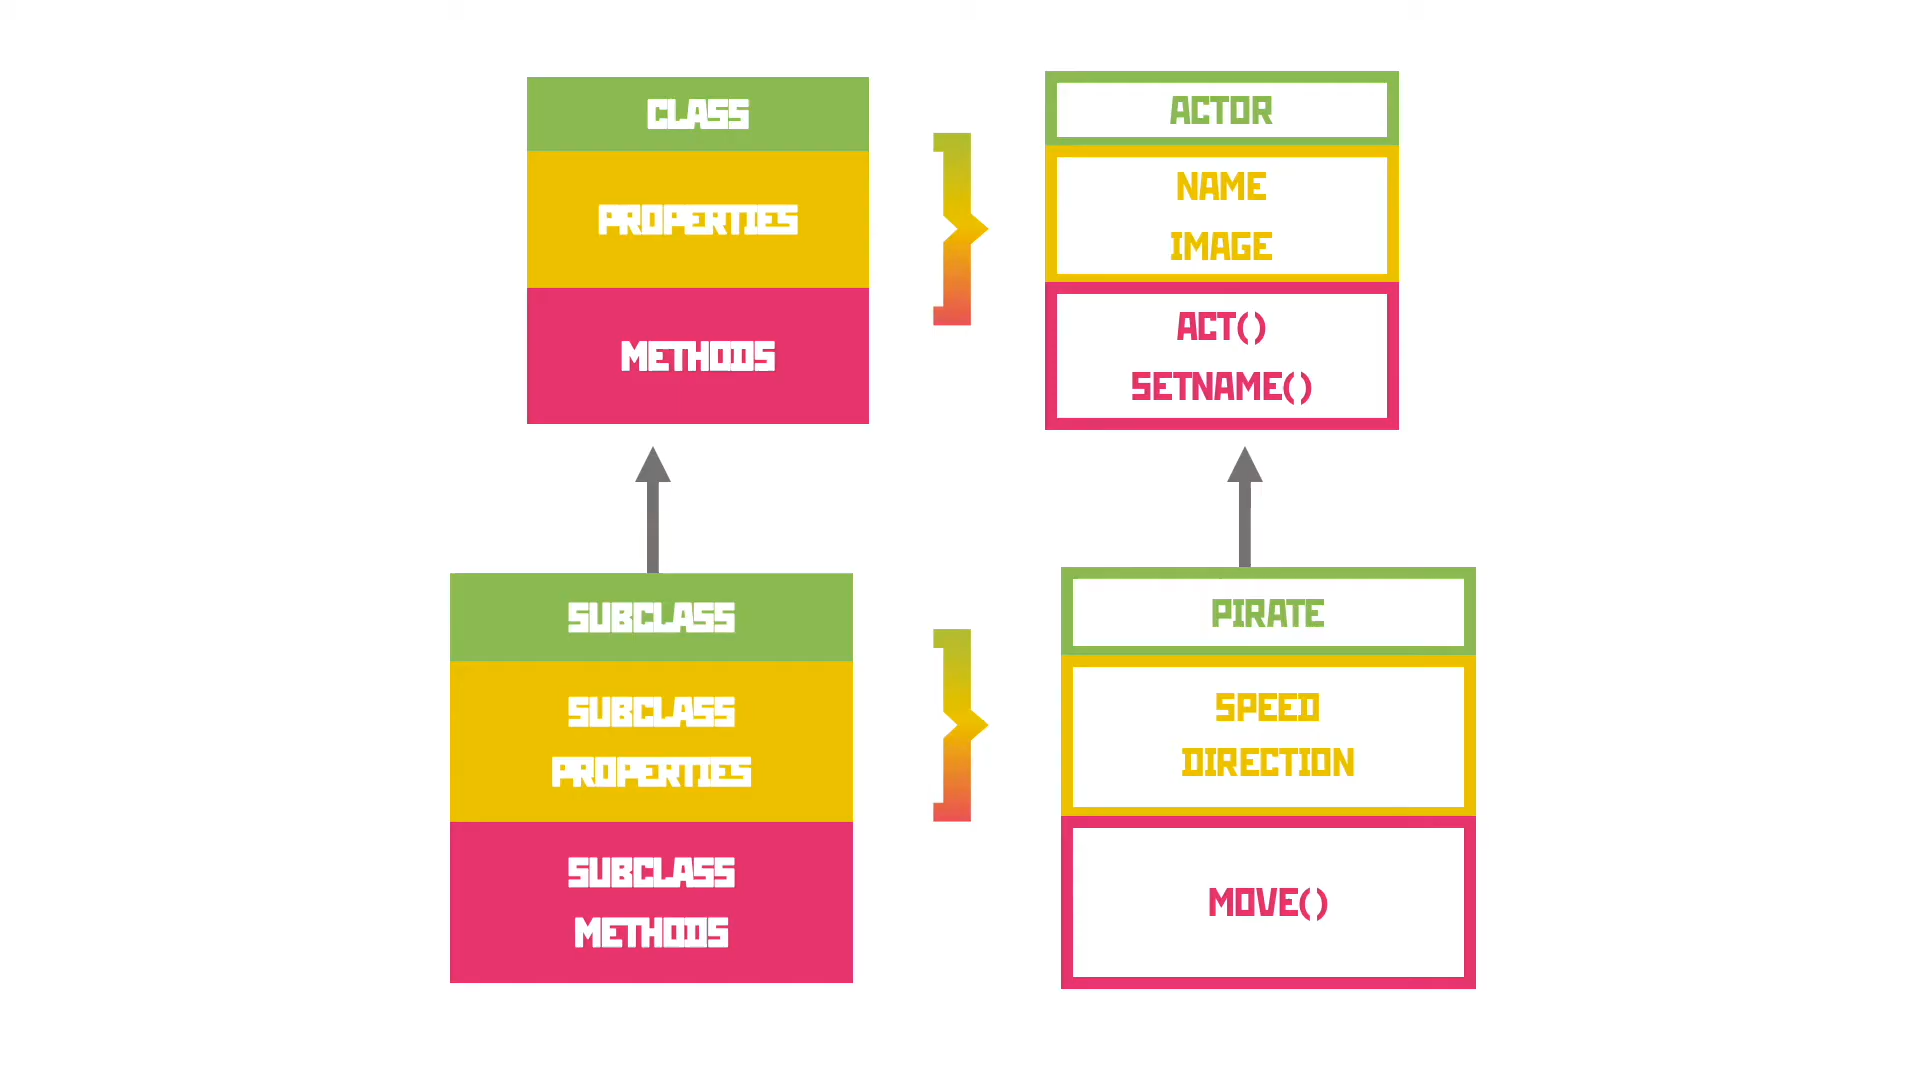 CLASS
PROPERTIES
METHODS
ACTOR
NAME
IMAGE
ACT()
SETNAME()
SUBCLASS
SUBCLASS
PROPERTIES
SUBCLASS
METHODS
PIRATE
SPEED
DIRECTION
MOVE()